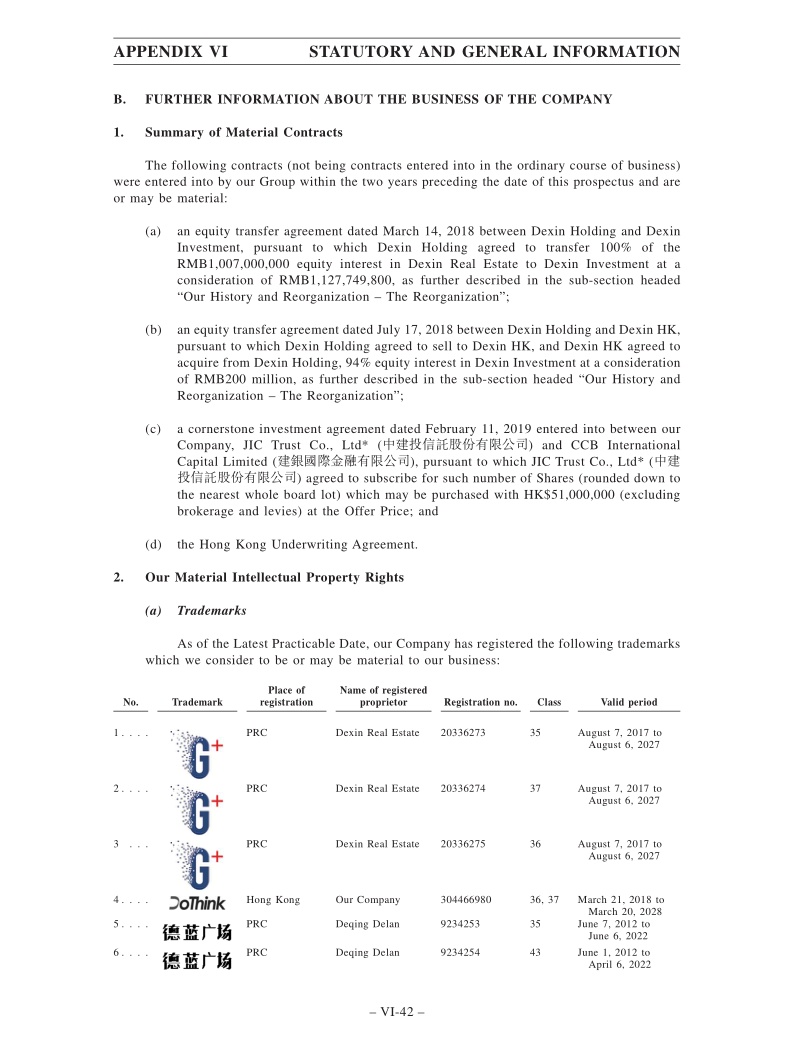 APPENDIX VI STATUTORY AND GENERAL INFORMATION
B. FURTHER INFORMATION ABOUT THE BUSINESS OF THE COMPANY
1. Summary of Material Contracts
The following contracts (not being contracts entered into in the ordinary course of business)
were entered into by our Group within the two years preceding the date of this prospectus and are
or may be material:
(a) an equity transfer agreement dated March 14, 2018 between Dexin Holding and Dexin
Investment, pursuant to which Dexin Holding agreed to transfer 100% of the
RMB1,007,000,000 equity interest in Dexin Real Estate to Dexin Investment at a
consideration of RMB1,127,749,800, as further described in the sub-section headed
“Our History and Reorganization – The Reorganization”;
(b) an equity transfer agreement dated July 17, 2018 between Dexin Holding and Dexin HK,
pursuant to which Dexin Holding agreed to sell to Dexin HK, and Dexin HK agreed to
acquire from Dexin Holding, 94% equity interest in Dexin Investment at a consideration
of RMB200 million, as further described in the sub-section headed “Our History and
Reorganization – The Reorganization”;
(c) a cornerstone investment agreement dated February 11, 2019 entered into between our
Company, JIC Trust Co., Ltd* (中建投信託股份有限公司) and CCB International
Capital Limited (建銀國際金融有限公司), pursuant to which JIC Trust Co., Ltd* (中建
投信託股份有限公司) agreed to subscribe for such number of Shares (rounded down to
the nearest whole board lot) which may be purchased with HK$51,000,000 (excluding
brokerage and levies) at the Offer Price; and
(d) the Hong Kong Underwriting Agreement.
2. Our Material Intellectual Property Rights
(a) Trademarks
As of the Latest Practicable Date, our Company has registered the following trademarks
which we consider to be or may be material to our business:
No. Trademark Place of registration Name of registered proprietor Registration no. Class Valid period
1 . . . . G+ PRC Dexin Real Estate 20336273 35 August 7, 2017 to
August 6, 2027
2 . . . . G+ PRC Dexin Real Estate 20336274 37 August 7, 2017 to
August 6, 2027
3 . . . G+ PRC Dexin Real Estate 20336275 36 August 7, 2017 to
August 6, 2027
4 . . . . DoThink Hong Kong Our Company 304466980 36, 37 March 21, 2018 to
March 20, 2028
5 . . . . 德蓝广场 PRC Deqing Delan 9234253 35 June 7, 2012 to
June 6, 2022
6 . . . . 德蓝广场 PRC Deqing Delan 9234254 43 June 1, 2012 to
April 6, 2022
– VI-42 –